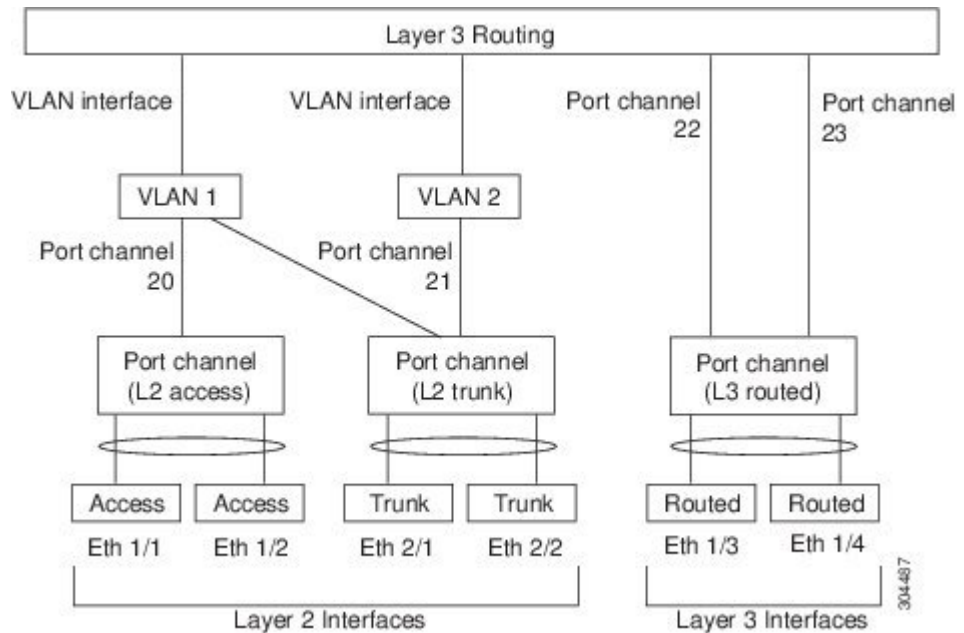 Layer 3 Routing
VLAN interface
VLAN interface
Port channel
22
Port channel
23
VLAN 1
VLAN 2
Port channel
20
Port channel
21
Port channel
(L2 access)
Port channel
(L2 trunk)
Port channel
(L3 routed)
Access
Access
Trunk
Trunk
Routed
Routed
Eth 1/1
Eth 1/2
Eth 2/1
Eth 2/2
Eth 1/3
Eth 1/4
Layer 2 Interfaces
Layer 3 Interfaces
304487